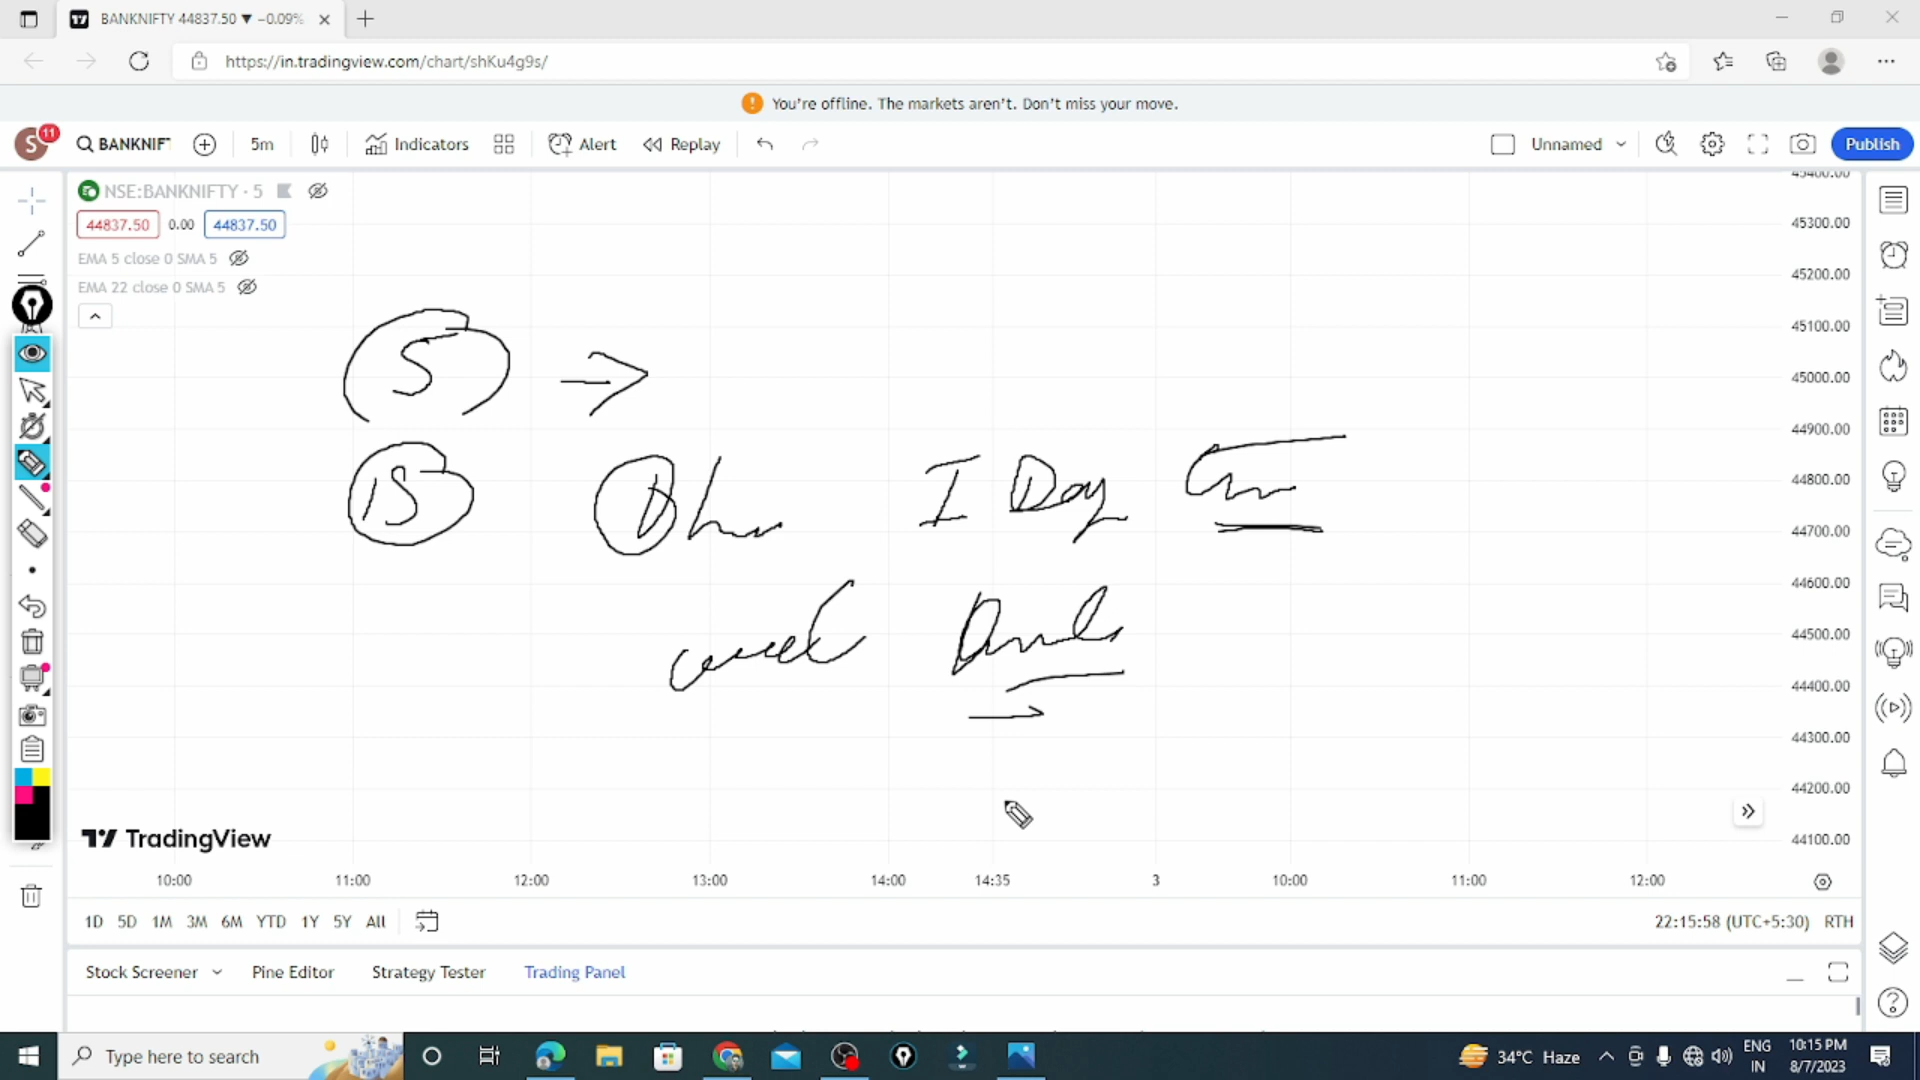 BANKNIFTY 44837.50 ▼ −0.09%
https://in.tradingview.com/chart/shKu4g9s/
You're offline. The markets aren't. Don't miss your move.
S 11 BANKNIF 5m Indicators Alert Replay Unnamed Publish
NSE:BANKNIFTY · 5
44837.50 0.00 44837.50
EMA 5 close 0 SMA 5
EMA 22 close 0 SMA 5
45400.00
45300.00
45200.00
45100.00
45000.00
44900.00
44800.00
44700.00
44600.00
44500.00
44400.00
44300.00
44200.00
44100.00
5 →
15 I Day
TradingView
10:00 11:00 12:00 13:00 14:00 14:35 3 10:00 11:00 12:00
1D 5D 1M 3M 6M YTD 1Y 5Y All 22:15:58 (UTC+5:30) RTH
Stock Screener Pine Editor Strategy Tester Trading Panel
Type here to search 34°C Haze ENG IN 10:15 PM 8/7/2023